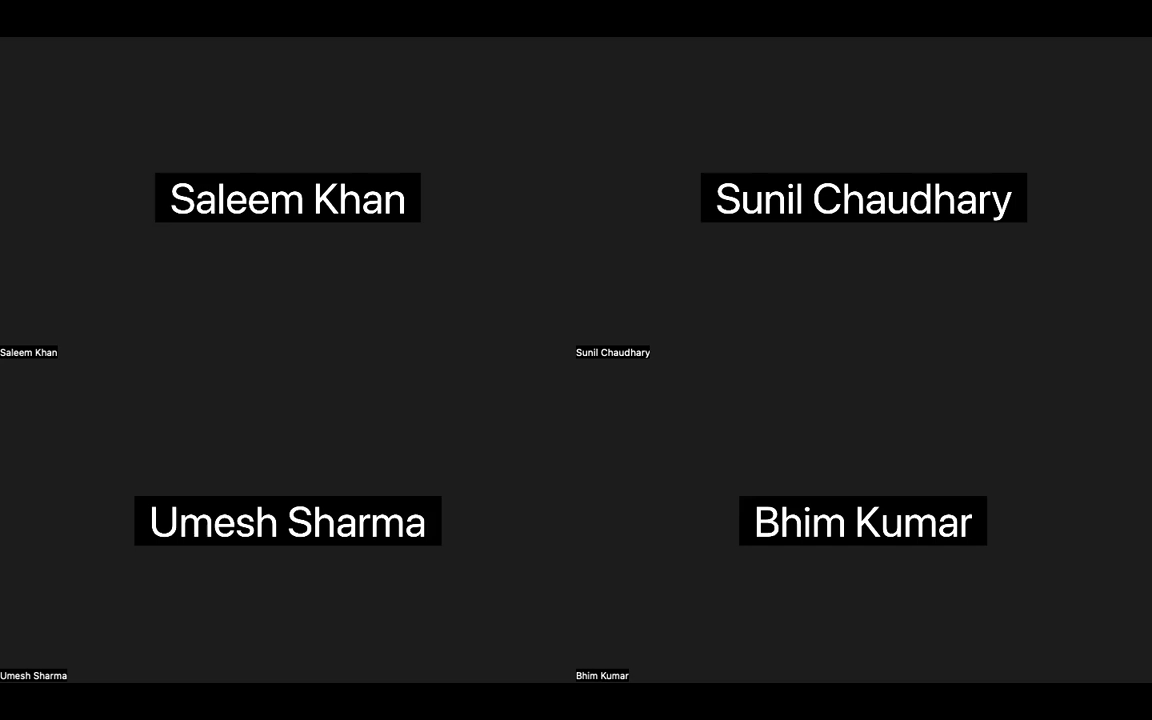 Saleem Khan
Sunil Chaudhary
Saleem Khan
Sunil Chaudhary
Umesh Sharma
Bhim Kumar
Umesh Sharma
Bhim Kumar